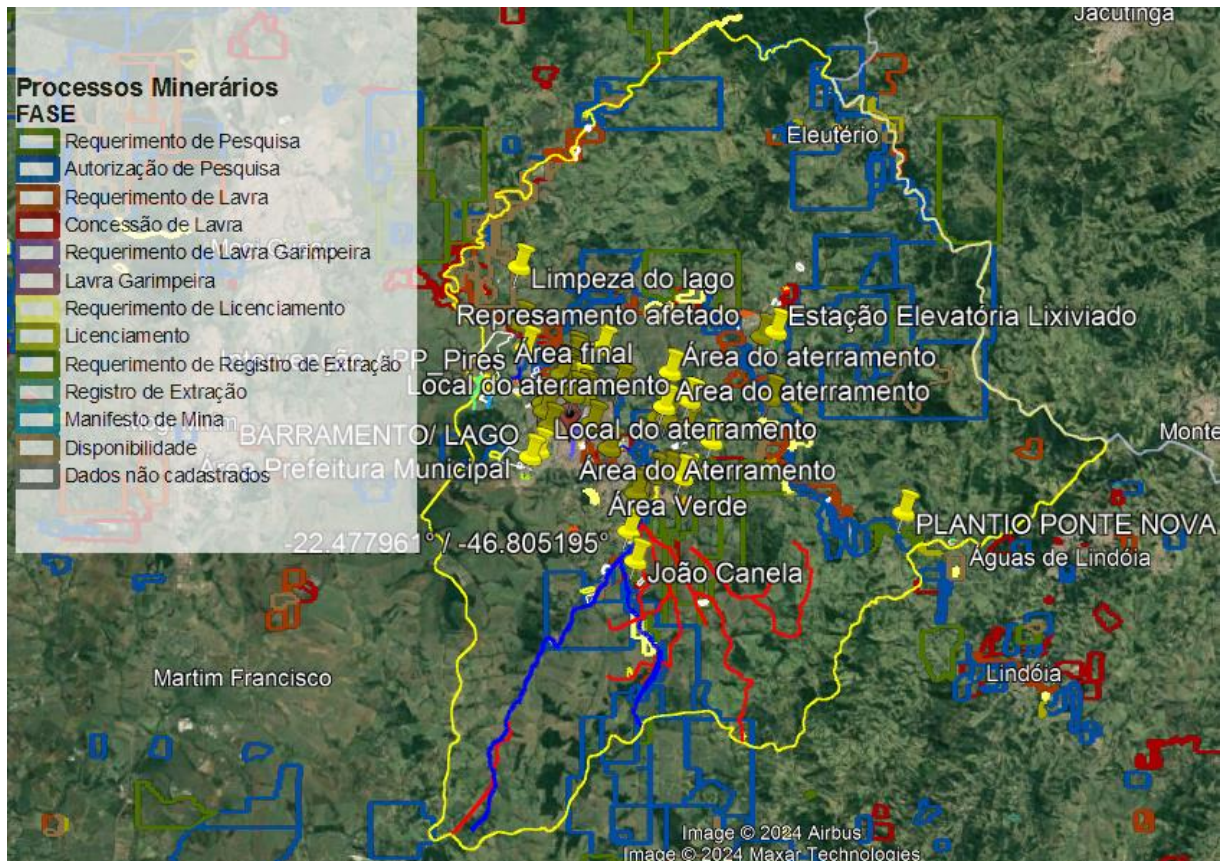 Jacutinga
Processos Minerários
FASE
Requerimento de Pesquisa
Autorização de Pesquisa
Requerimento de Lavra
Concessão de Lavra
Requerimento de Lavra Garimpeira
Lavra Garimpeira
Requerimento de Licenciamento
Licenciamento
Requerimento de Registro de Extração
Registro de Extração
Manifesto de Mina
Disponibilidade
Dados não cadastrados
Eleutério
Limpeza do lago
Represamento afetado
Estação Elevatória Lixiviado
APP_Pires
Área final
Área do aterramento
Local do aterramento
Área do aterramento
BARRAMENTO/ LAGO
Local do aterramento
Monte
Área Prefeitura Municipal
Área do Aterramento
Área Verde
PLANTIO PONTE NOVA
-22.477961° / -46.805195°
Águas de Lindóia
João Canela
Martim Francisco
Lindóia
Image © 2024 Airbus
Image © 2024 Maxar Technologies